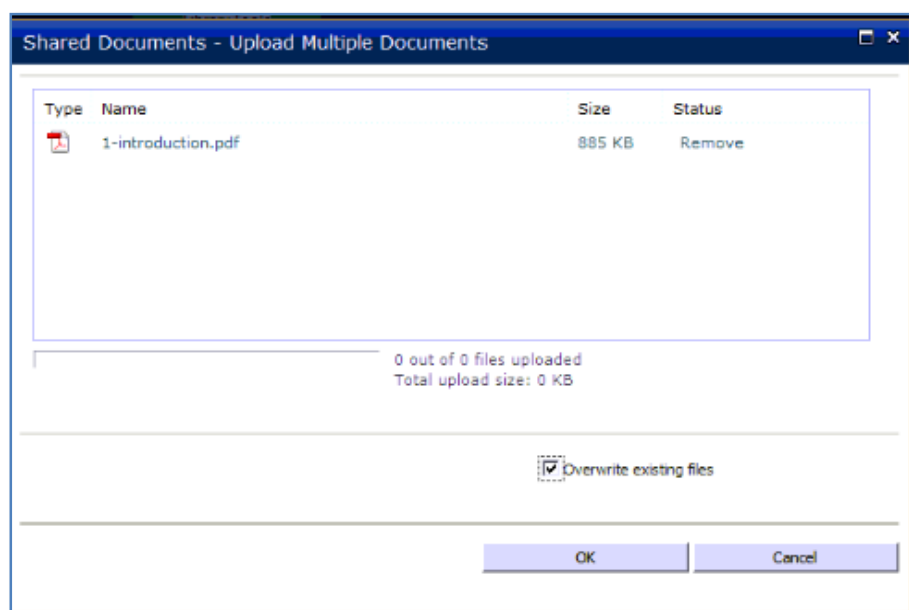 Shared Documents - Upload Multiple Documents
Type Name Size Status
1-introduction.pdf 885 KB Remove
0 out of 0 files uploaded
Total upload size: 0 KB
Overwrite existing files
OK Cancel